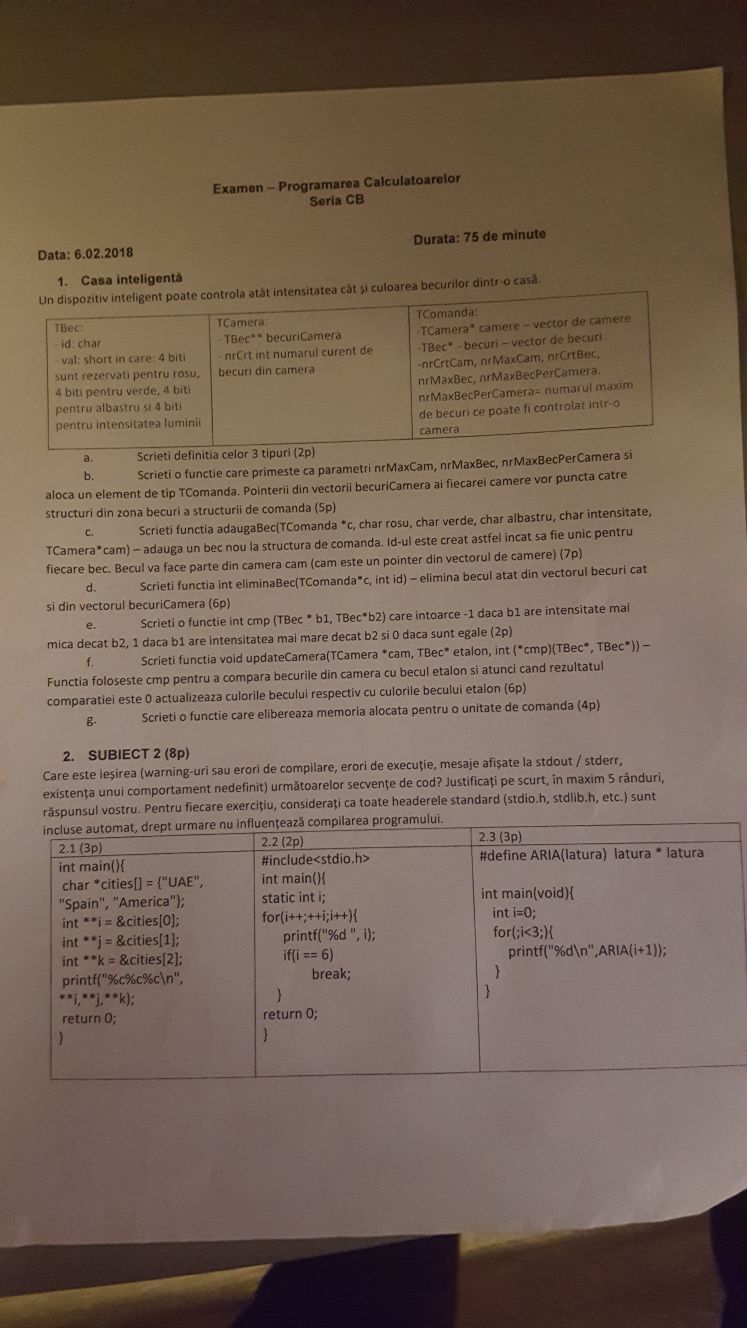 Examen – Programarea Calculatoarelor
Seria CB
Data: 6.02.2018
Durata: 75 de minute
1. Casa inteligentă
Un dispozitiv inteligent poate controla atât intensitatea cât și culoarea becurilor dintr-o casă.
TBec:
- id: char
- val: short in care: 4 biti
sunt rezervati pentru rosu,
4 biti pentru verde, 4 biti
pentru albastru si 4 biti
pentru intensitatea luminii
TCamera:
- TBec** becuriCamera
- nrCrt int numarul curent de
becuri din camera
TComanda:
-TCamera* camere – vector de camere
-TBec* - becuri – vector de becuri
-nrCrtCam, nrMaxCam, nrCrtBec,
nrMaxBec, nrMaxBecPerCamera.
nrMaxBecPerCamera= numarul maxim
de becuri ce poate fi controlat intr-o
camera
a. Scrieti definitia celor 3 tipuri (2p)
b. Scrieti o functie care primeste ca parametri nrMaxCam, nrMaxBec, nrMaxBecPerCamera si
aloca un element de tip TComanda. Pointerii din vectorii becuriCamera ai fiecarei camere vor puncta catre
structuri din zona becuri a structurii de comanda (5p)
c. Scrieti functia adaugaBec(TComanda *c, char rosu, char verde, char albastru, char intensitate,
TCamera*cam) – adauga un bec nou la structura de comanda. Id-ul este creat astfel incat sa fie unic pentru
fiecare bec. Becul va face parte din camera cam (cam este un pointer din vectorul de camere) (7p)
d. Scrieti functia int eliminaBec(TComanda*c, int id) – elimina becul atat din vectorul becuri cat
si din vectorul becuriCamera (6p)
e. Scrieti o functie int cmp (TBec * b1, TBec*b2) care intoarce -1 daca b1 are intensitate mai
mica decat b2, 1 daca b1 are intensitatea mai mare decat b2 si 0 daca sunt egale (2p)
f. Scrieti functia void updateCamera(TCamera *cam, TBec* etalon, int (*cmp)(TBec*, TBec*)) –
Functia foloseste cmp pentru a compara becurile din camera cu becul etalon si atunci cand rezultatul
comparatiei este 0 actualizeaza culorile becului respectiv cu culorile becului etalon (6p)
g. Scrieti o functie care elibereaza memoria alocata pentru o unitate de comanda (4p)
2. SUBIECT 2 (8p)
Care este ieșirea (warning-uri sau erori de compilare, erori de execuție, mesaje afișate la stdout / stderr,
existența unui comportament nedefinit) următoarelor secvențe de cod? Justificați pe scurt, în maxim 5 rânduri,
răspunsul vostru. Pentru fiecare exercițiu, considerați ca toate headerele standard (stdio.h, stdlib.h, etc.) sunt
incluse automat, drept urmare nu influențează compilarea programului.
2.1 (3p)
int main(){
char *cities[] = {"UAE",
"Spain", "America"};
int **i = &cities[0];
int **j = &cities[1];
int **k = &cities[2];
printf("%c%c%c\n",
**i,**j,**k);
return 0;
}
2.2 (2p)
#include<stdio.h>
int main(){
static int i;
for(i++;++i;i++){
printf("%d ", i);
if(i == 6)
break;
}
return 0;
}
2.3 (3p)
#define ARIA(latura) latura * latura
int main(void){
int i=0;
for(;i<3;){
printf("%d\n",ARIA(i+1));
}
}